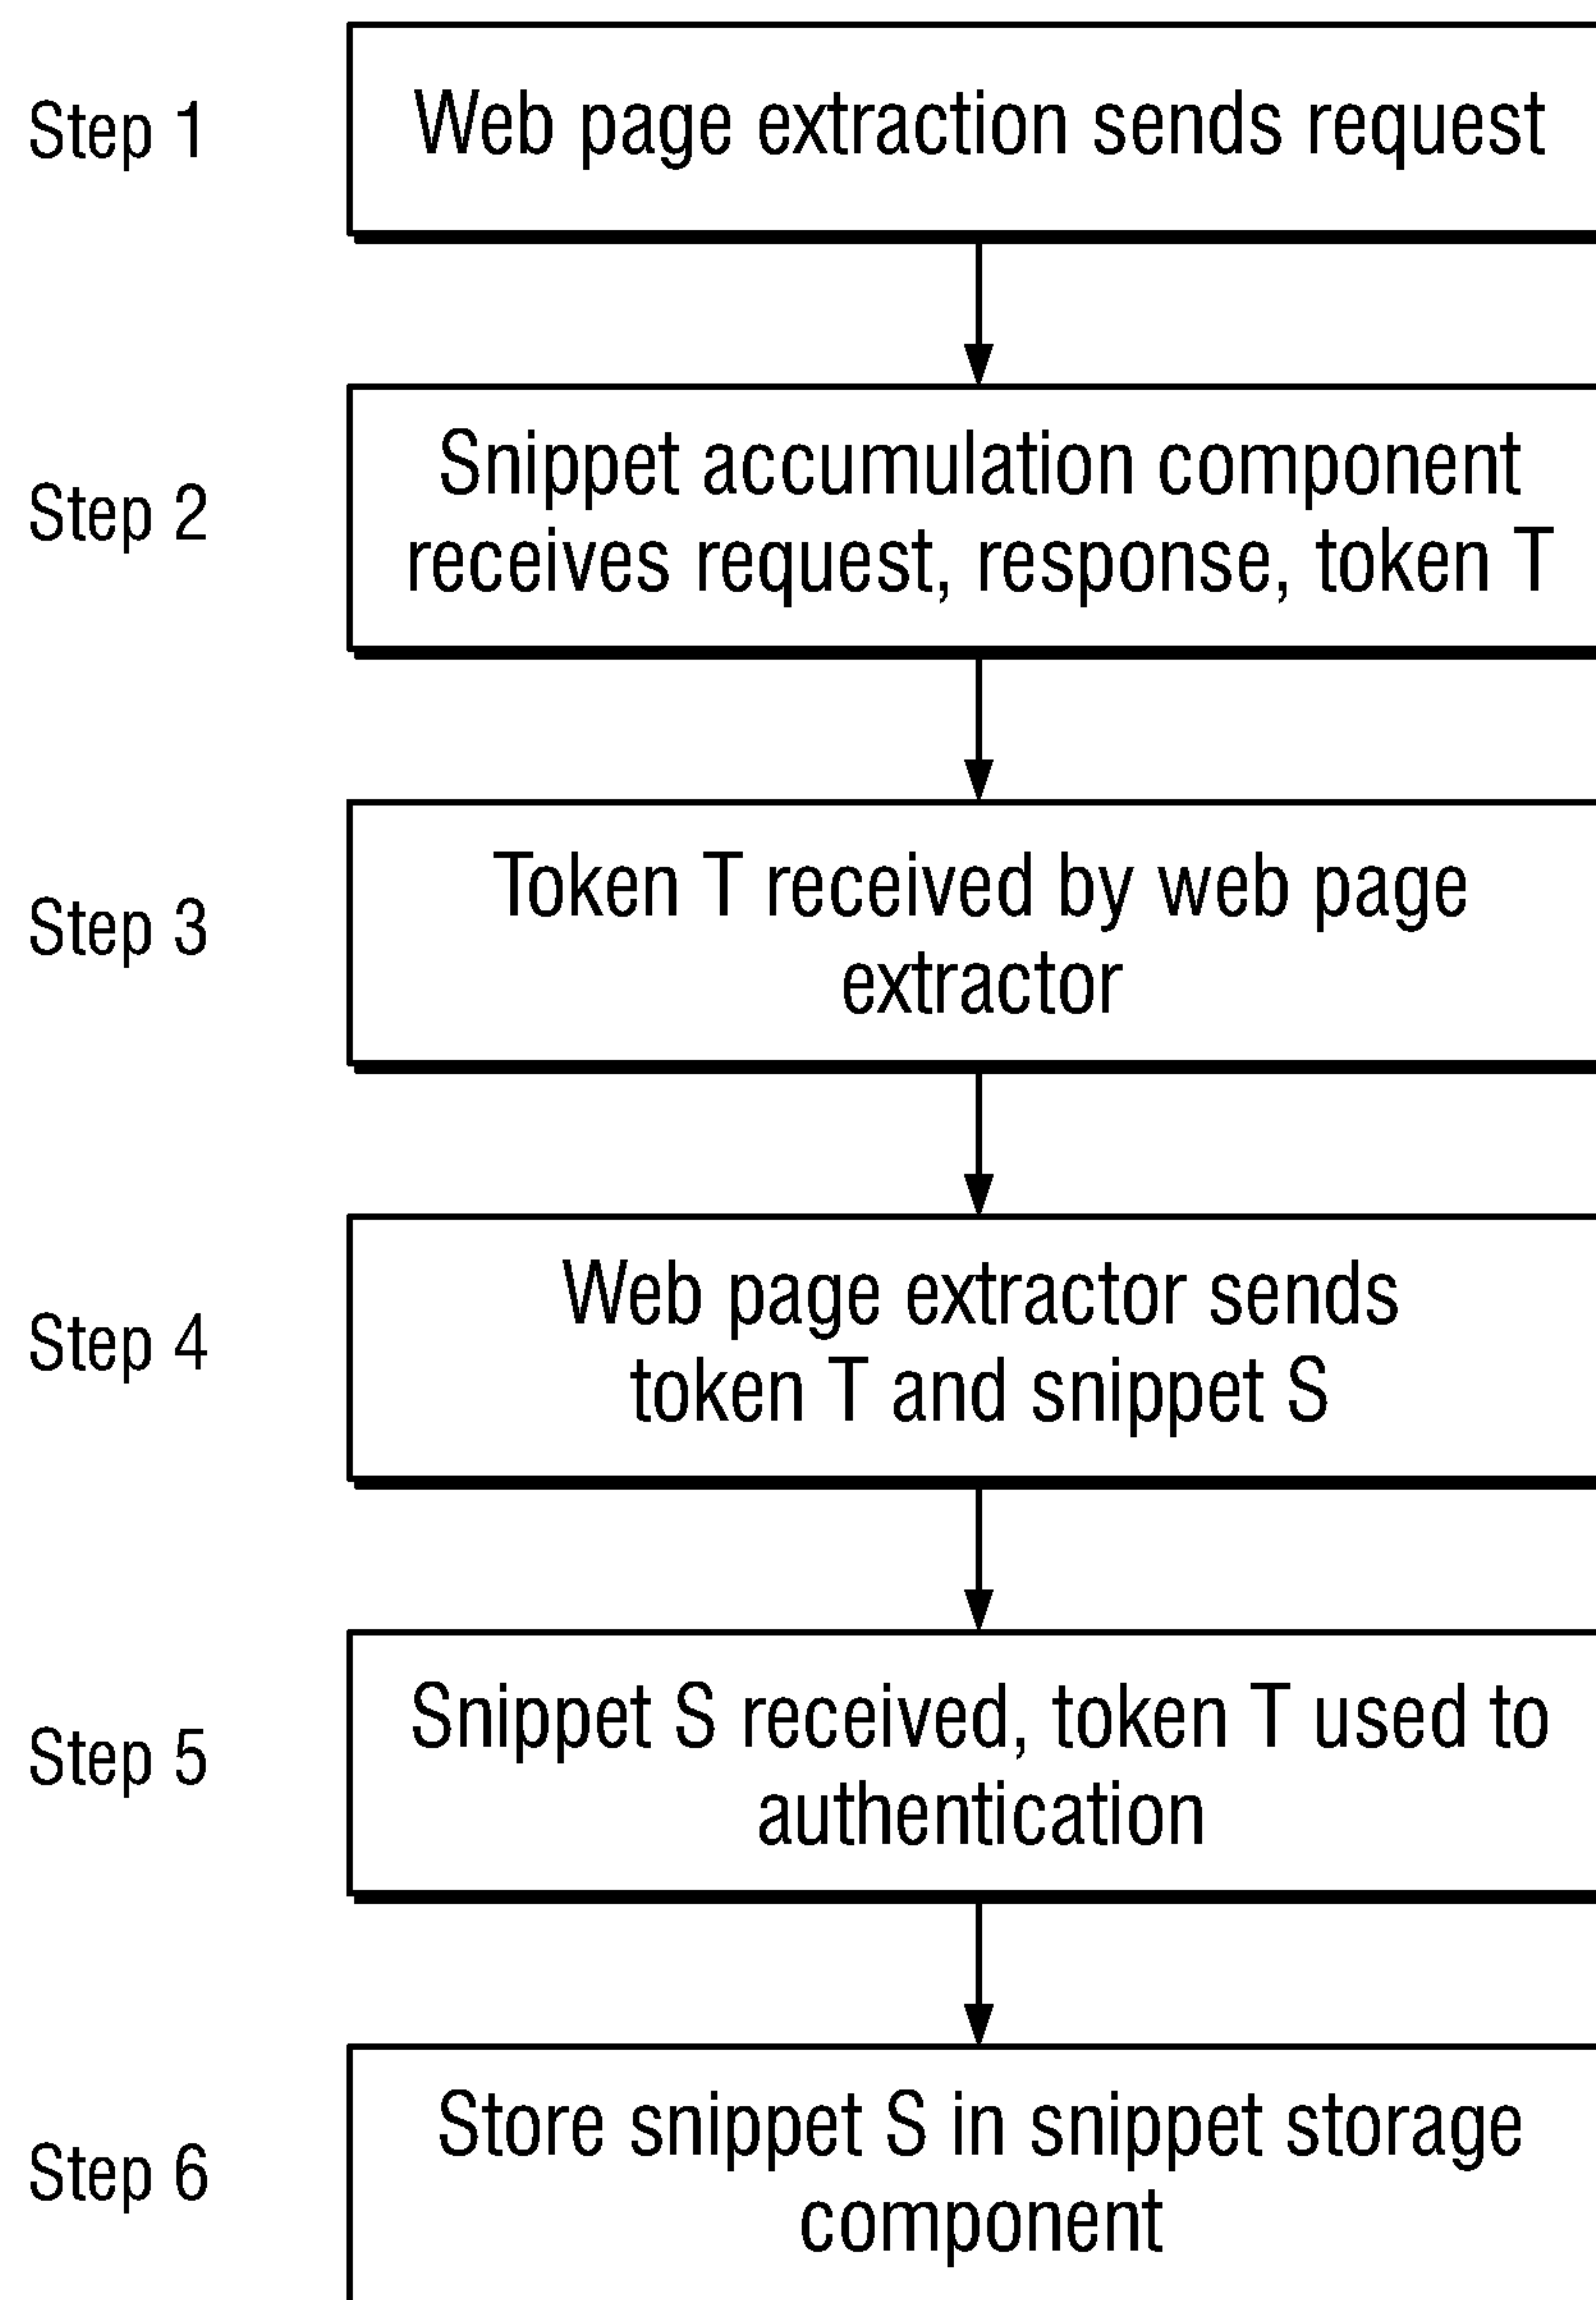 Step 1
Web page extraction sends request
Step 2
Snippet accumulation component
receives request, response, token T
Step 3
Token T received by web page
extractor
Step 4
Web page extractor sends
token T and snippet S
Step 5
Snippet S received, token T used to
authentication
Step 6
Store snippet S in snippet storage
component